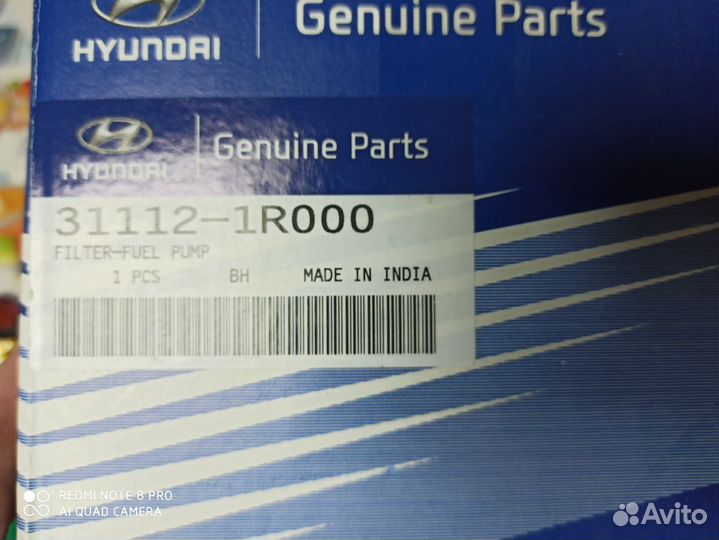 HYUNDAI
Genuine Parts
HYUNDAI
Genuine Parts
31112-1R000
FILTER-FUEL PUMP
1 PCS BH MADE IN INDIA
REDMI NOTE 8 PRO
AI QUAD CAMERA
Avito